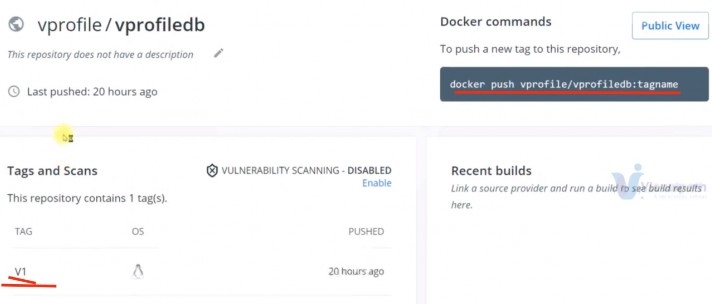 vprofile / vprofiledb
This repository does not have a description
Last pushed: 20 hours ago
Docker commands
Public View
To push a new tag to this repository,
docker push vprofile/vprofiledb:tagname
Tags and Scans
VULNERABILITY SCANNING - DISABLED
Enable
This repository contains 1 tag(s).
TAG OS PUSHED
V1 20 hours ago
Recent builds
Link a source provider and run a build to see build results
here.